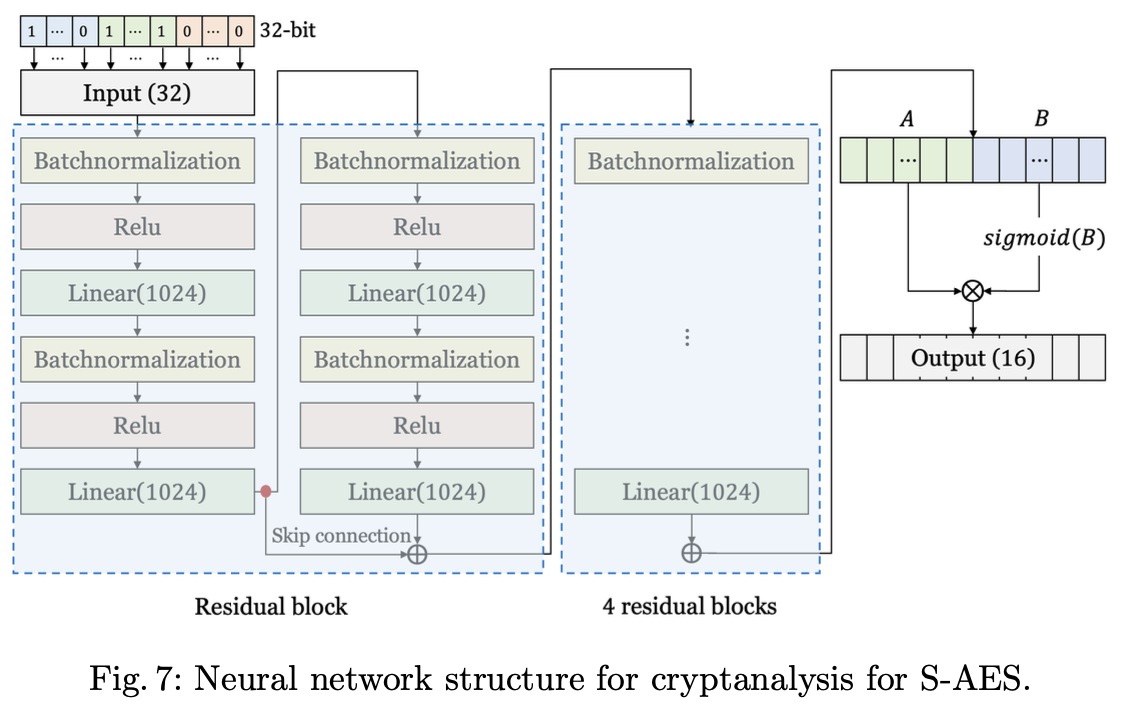 1 ... 0 1 ... 1 0 ... 0 32-bit
... ... ...
Input (32)
Batchnormalization
Relu
Linear(1024)
Batchnormalization
Relu
Linear(1024)
Batchnormalization
Relu
Linear(1024)
Batchnormalization
Relu
Linear(1024)
Skip connection
Residual block
Batchnormalization
⋮
Linear(1024)
4 residual blocks
A B
... ...
sigmoid(B)
Output (16)
Fig. 7: Neural network structure for cryptanalysis for S-AES.